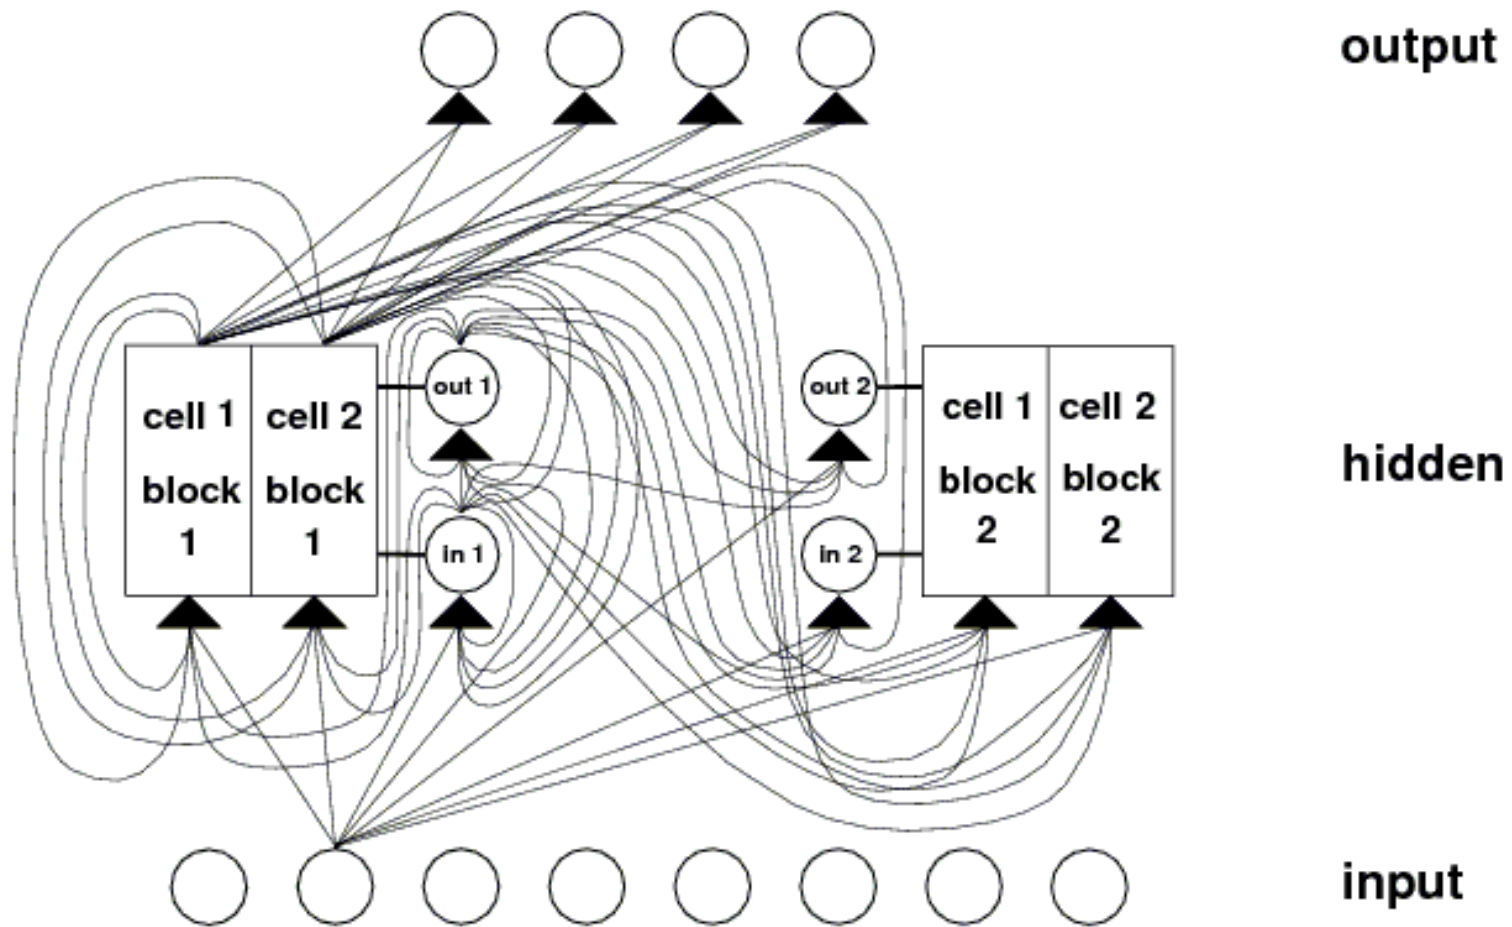 output
out 1
out 2
cell 1
block
1
cell 2
block
1
cell 1
block
2
cell 2
block
2
hidden
in 1
in 2
input